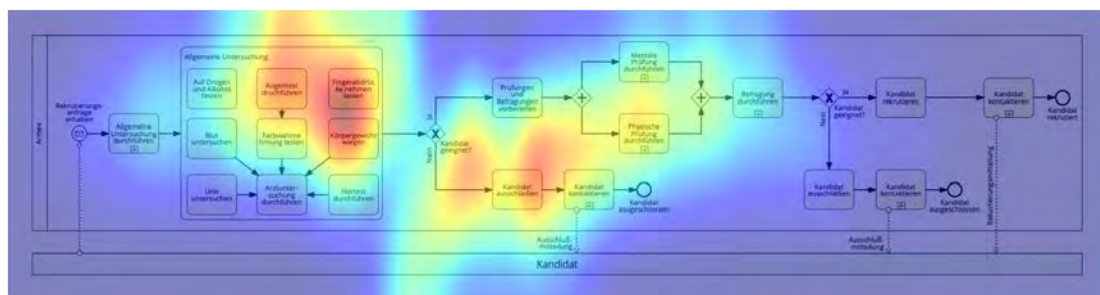 Armee
Rekrutierungs-
anfrage
erhalten
Allgemeine
Untersuchung
durchführen
Allgemeine Untersuchung
Auf Drogen
und Alkohol
testen
Augentest
druchführen
Fingerabdrüc
ke nehmen
lassen
Blut
untersuchen
Farbwahrne
hmung testen
Körpergewicht
wiegen
Urin
untersuchen
Arztunter-
suchung
durchführen
Hörtest
durchführen
Ja
Kandidat
geeignet?
Nein
Prüfungen
und
Befragungen
vorbereiten
Mentale
Prüfung
durchführen
Physische
Prüfung
durchführen
Kandidat
ausschließen
Kandidat
kontaktieren
Kandidat
ausgeschlossen
Ausschluß-
mitteilung
Befragung
durchführen
Ja
Kandidat
geeignet?
Nein
Kandidat
rekrutieren
Kandidat
kontaktieren
Kandidat
rekrutiert
Kandidat
ausschließen
Kandidat
kontaktieren
Kandidat
ausgeschlossen
Ausschluß-
mitteilung
Rekrutierungsmitteilung
Kandidat